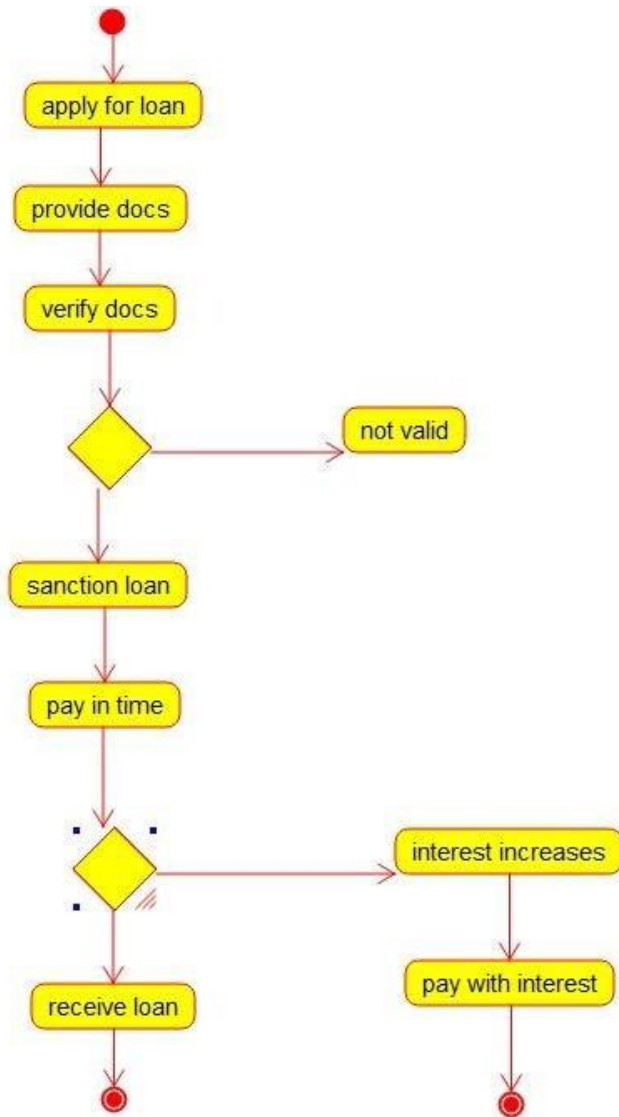 apply for loan
provide docs
verify docs
not valid
sanction loan
pay in time
interest increases
pay with interest
receive loan